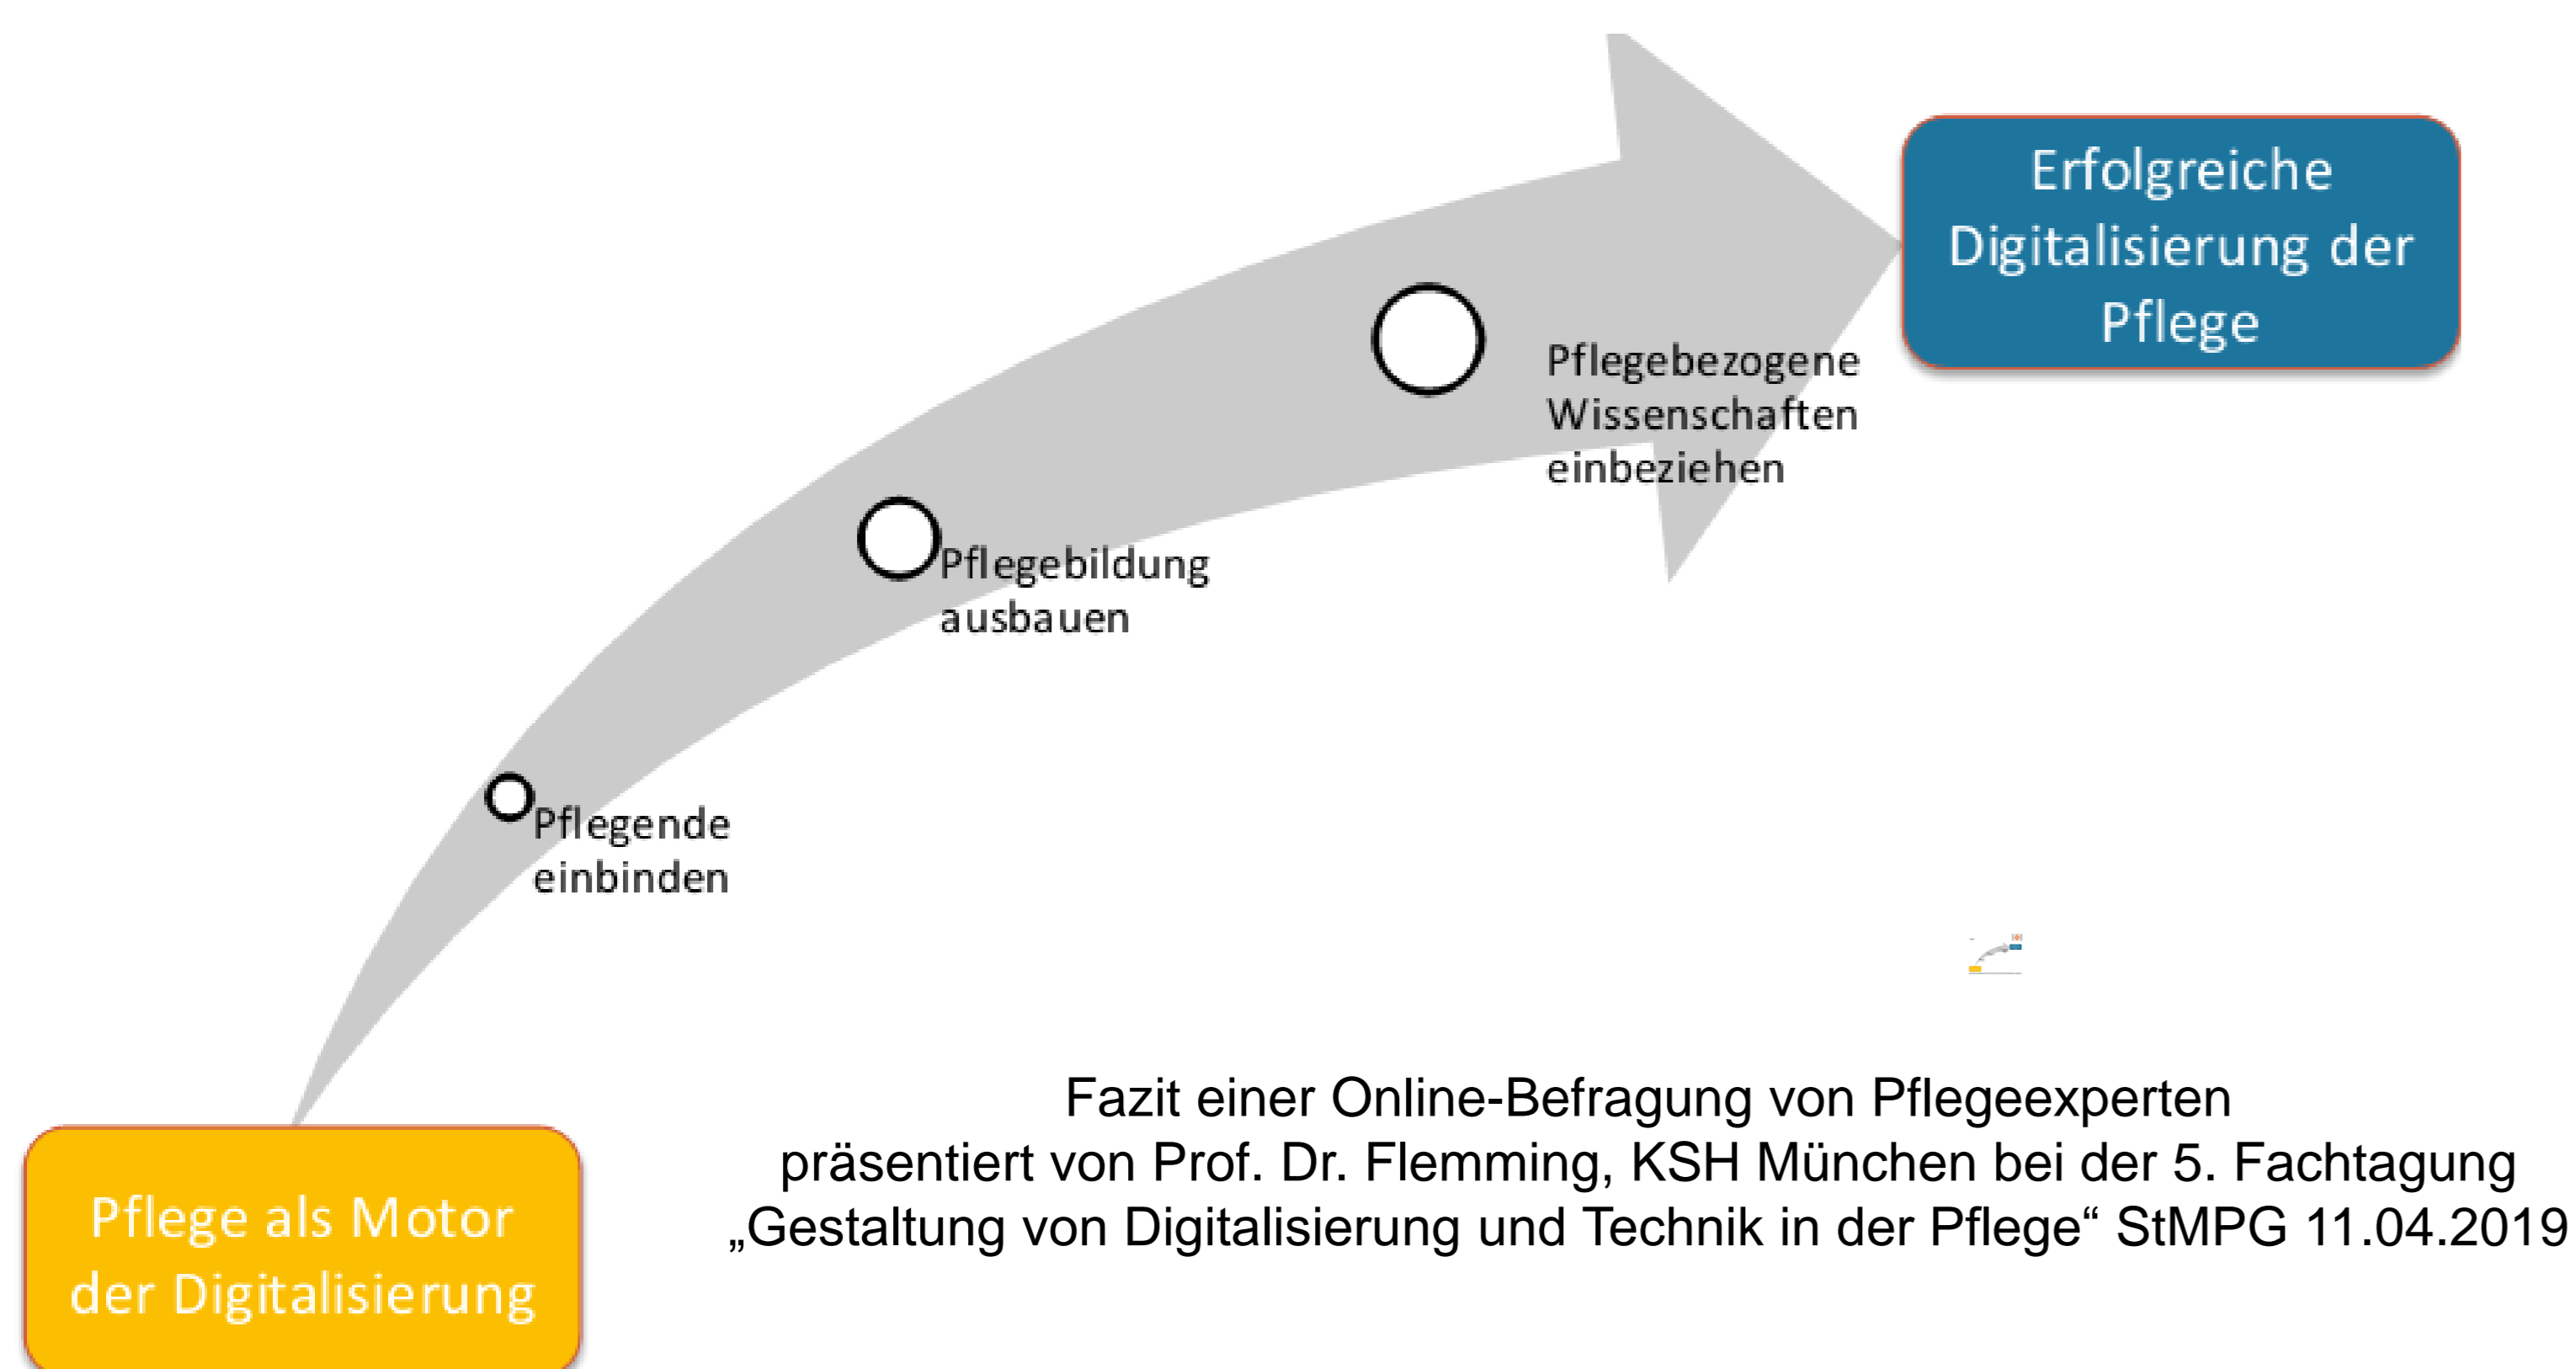 Erfolgreiche
Digitalisierung der
Pflege
Pflegebezogene
Wissenschaften
einbeziehen
Pflegebildung
ausbauen
Pflegende
einbinden
Pflege als Motor
der Digitalisierung
Fazit einer Online-Befragung von Pflegeexperten
präsentiert von Prof. Dr. Flemming, KSH München bei der 5. Fachtagung
„Gestaltung von Digitalisierung und Technik in der Pflege“ StMPG 11.04.2019